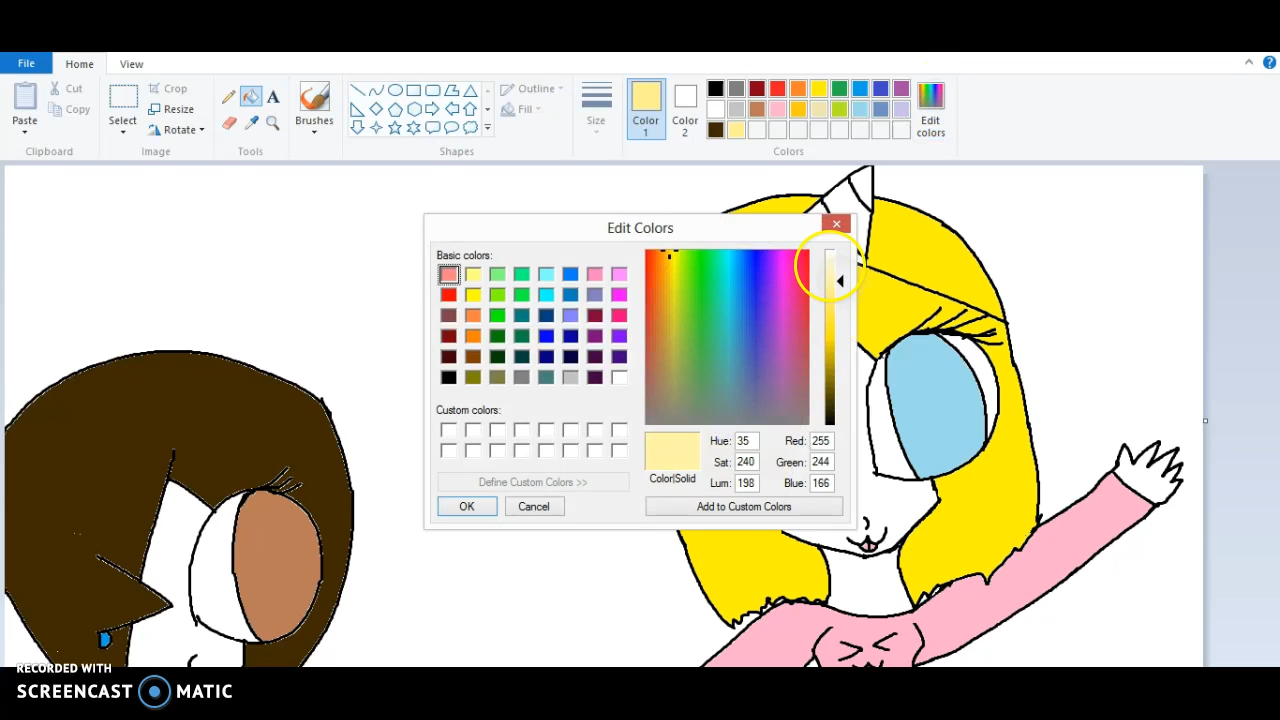 File Home View
Cut
Copy
Paste
Clipboard
Select
Crop
Resize
Rotate
Image
A
Tools
Brushes
Outline
Fill
Shapes
Size
Color
1
Color
2
Edit
colors
Colors
Edit Colors
Basic colors:
Custom colors:
Define Custom Colors >>
OK Cancel
Color|Solid
Hue: 35 Red: 255
Sat: 240 Green: 244
Lum: 198 Blue: 166
Add to Custom Colors
RECORDED WITH
SCREENCAST MATIC